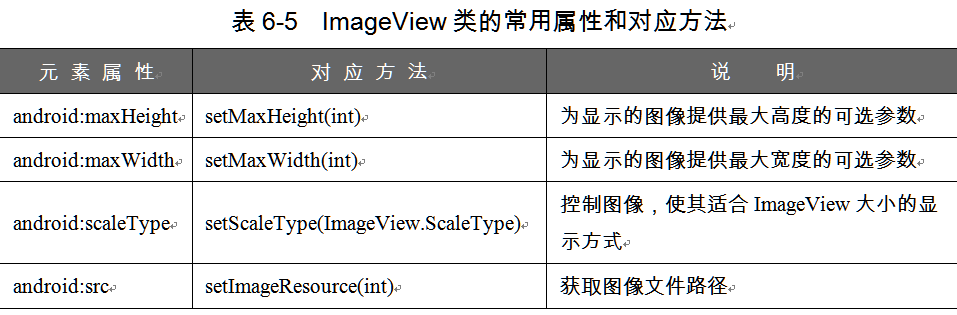 表 6-5 ImageView 类的常用属性和对应方法
元 素 属 性 对 应 方 法 说 明
android:maxHeight setMaxHeight(int) 为显示的图像提供最大高度的可选参数
android:maxWidth setMaxWidth(int) 为显示的图像提供最大宽度的可选参数
android:scaleType setScaleType(ImageView.ScaleType) 控制图像，使其适合 ImageView 大小的显
示方式
android:src setImageResource(int) 获取图像文件路径